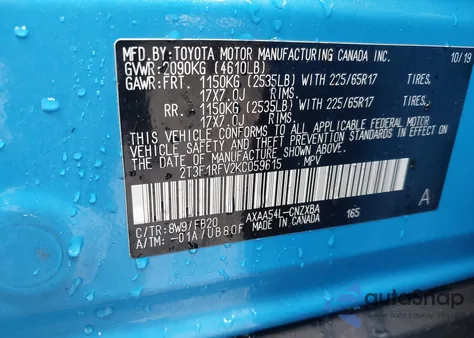 MFD.BY: TOYOTA MOTOR MANUFACTURING CANADA INC. 10/19
GVWR: 2090KG (4610LB)
GAWR: FRT. 1150KG (2535LB) WITH 225/65R17 TIRES,
17X7.0J RIMS,
RR. 1150KG (2535LB) WITH 225/65R17 TIRES,
17X7.0J RIMS,
THIS VEHICLE CONFORMS TO ALL APPLICABLE FEDERAL MOTOR
VEHICLE SAFETY AND THEFT PREVENTION STANDARDS IN EFFECT ON
THE DATE OF MANUFACTURE SHOWN ABOVE.
2T3F1RFV2KC059615 MPV
A
C/TR: 8W9/FB20 AXAA54L-CNZXBA 165
A/TM: -01A/UB80F MADE IN CANADA
autoSnap